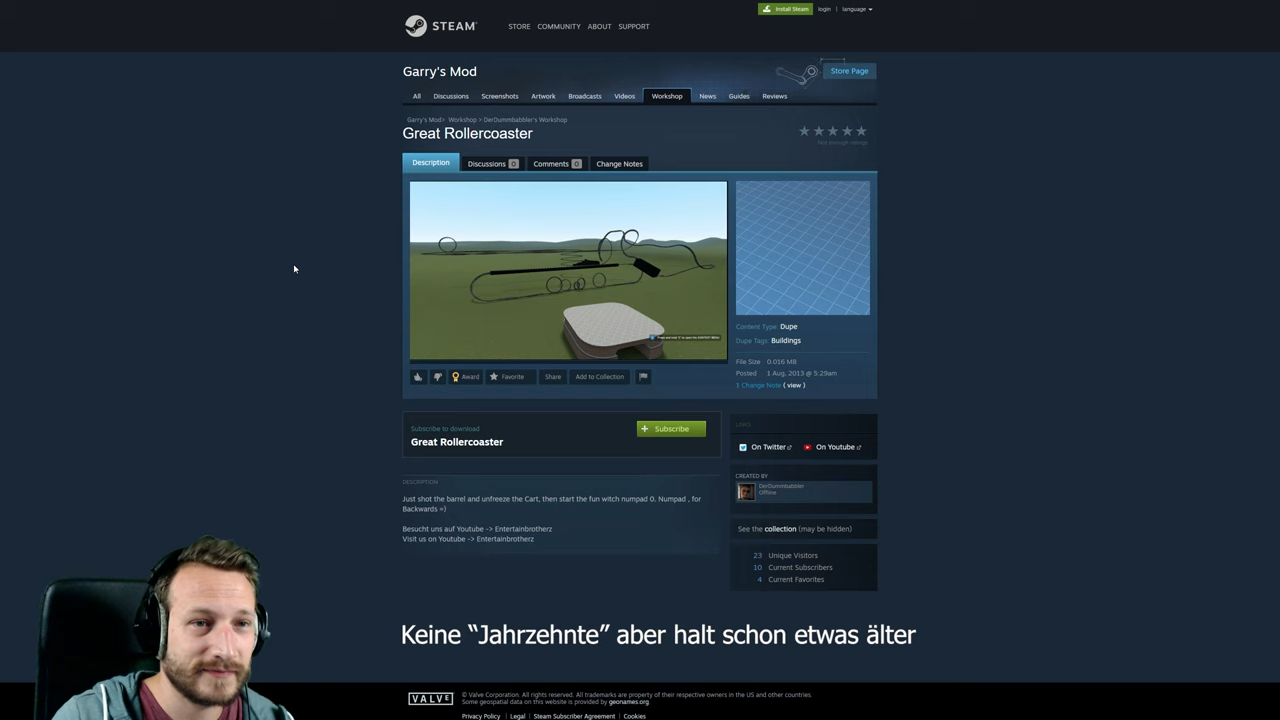 Install Steam
login | language
STEAM
STORE COMMUNITY ABOUT SUPPORT
Garry's Mod
Store Page
All Discussions Screenshots Artwork Broadcasts Videos Workshop News Guides Reviews
Garry's Mod > Workshop > DerDummbabbler's Workshop
Great Rollercoaster
Not enough ratings
Description Discussions 0 Comments 0 Change Notes
Content Type: Dupe
Dupe Tags: Buildings
File Size 0.016 MB
Posted 1 Aug, 2013 @ 5:29am
1 Change Note ( view )
Award Favorite Share Add to Collection
Subscribe to download
Great Rollercoaster
Subscribe
LINKS
On Twitter On Youtube
CREATED BY
DerDummbabbler
Offline
DESCRIPTION
Just shot the barrel and unfreeze the Cart, then start the fun witch numpad 0. Numpad , for
Backwards =)
Besucht uns auf Youtube -> Entertainbrotherz
Visit us on Youtube -> Entertainbrotherz
See the collection (may be hidden)
23 Unique Visitors
10 Current Subscribers
4 Current Favorites
Keine “Jahrzehnte” aber halt schon etwas älter
VALVE
© Valve Corporation. All rights reserved. All trademarks are property of their respective owners in the US and other countries
Some geospatial data on this website is provided by geonames.org.
Privacy Policy | Legal | Steam Subscriber Agreement | Cookies